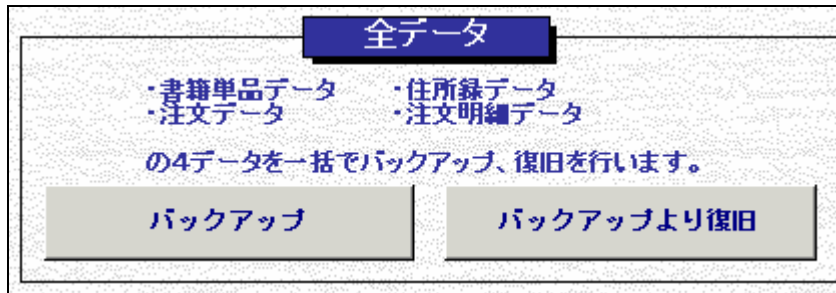 全データ
・書籍単品データ ・住所録データ
・注文データ ・注文明細データ
の4データを一括でバックアップ、復旧を行います。
バックアップ バックアップより復旧